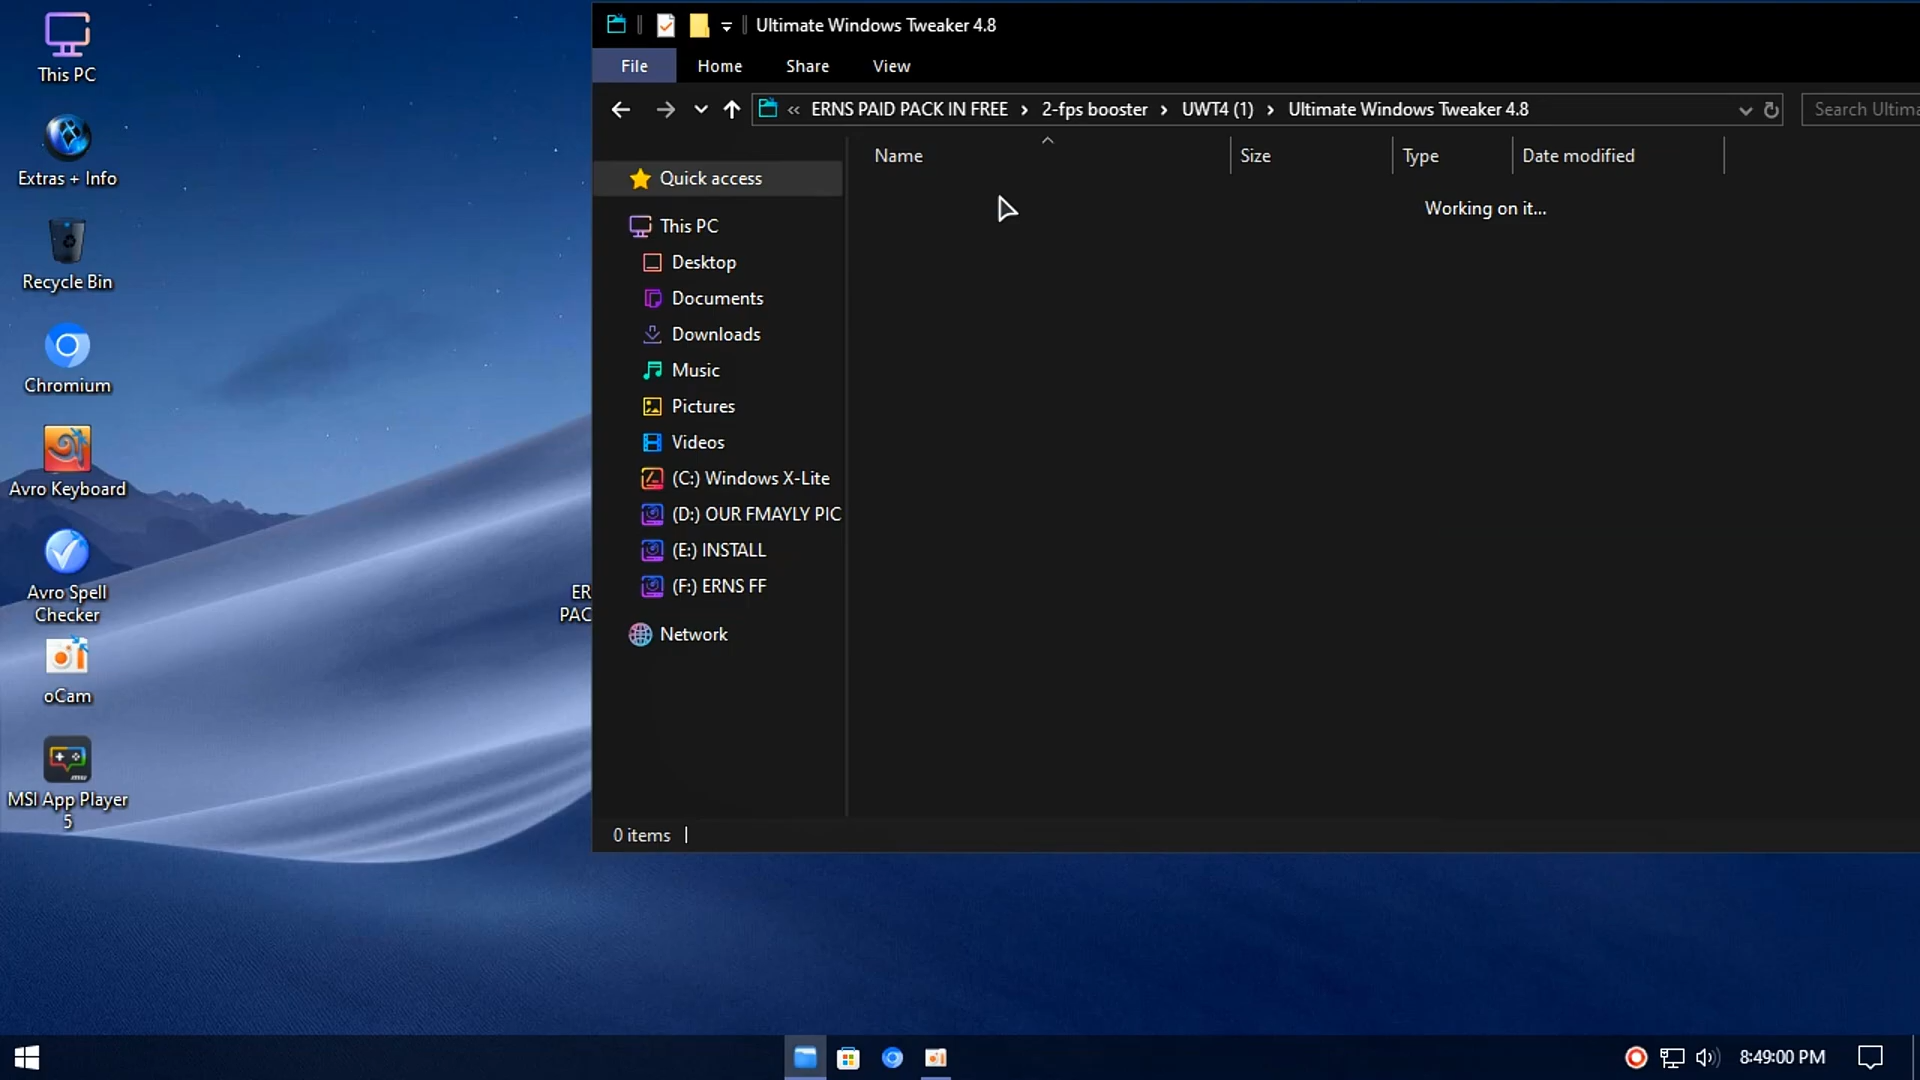 This PC
Extras + Info
Recycle Bin
Chromium
Avro Keyboard
Avro Spell
Checker
oCam
MSI App Player
5
ER
PAC
Ultimate Windows Tweaker 4.8
File
Home
Share
View
« ERNS PAID PACK IN FREE > 2-fps booster > UWT4 (1) > Ultimate Windows Tweaker 4.8
Search Ultima
Name
Size
Type
Date modified
Working on it...
Quick access
This PC
Desktop
Documents
Downloads
Music
Pictures
Videos
(C:) Windows X-Lite
(D:) OUR FMAYLY PIC
(E:) INSTALL
(F:) ERNS FF
Network
0 items
8:49:00 PM